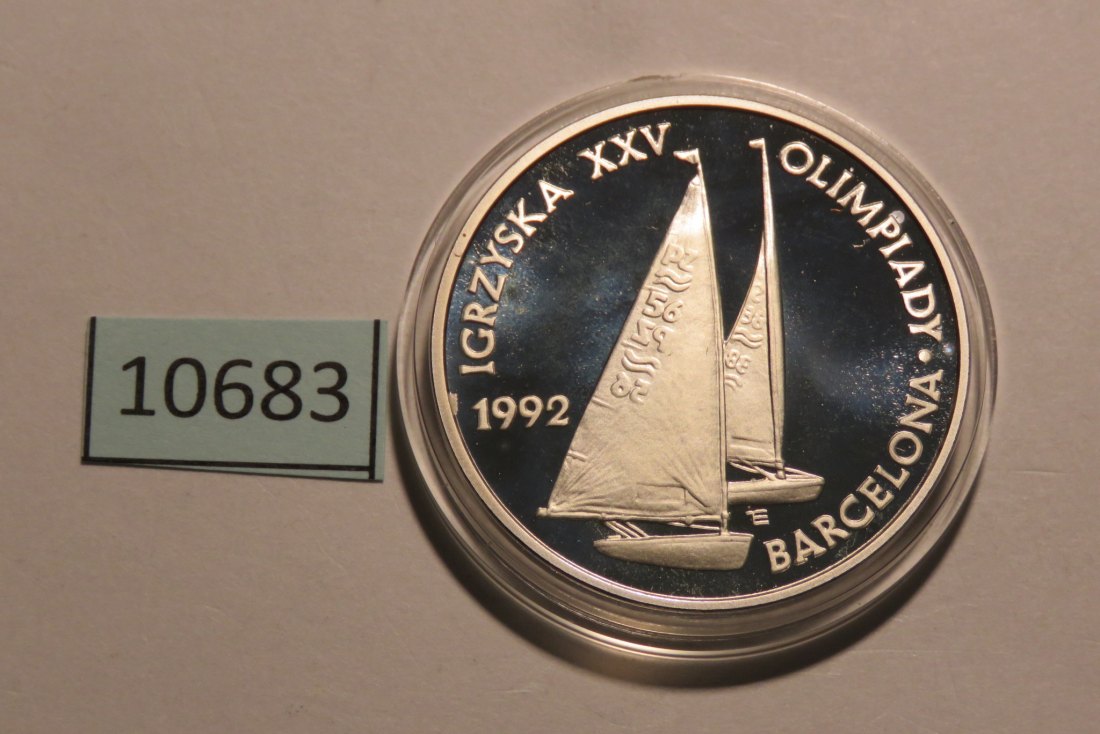 10683
IGRZYSKA XXV OLIMPIADY · BARCELONA
1992